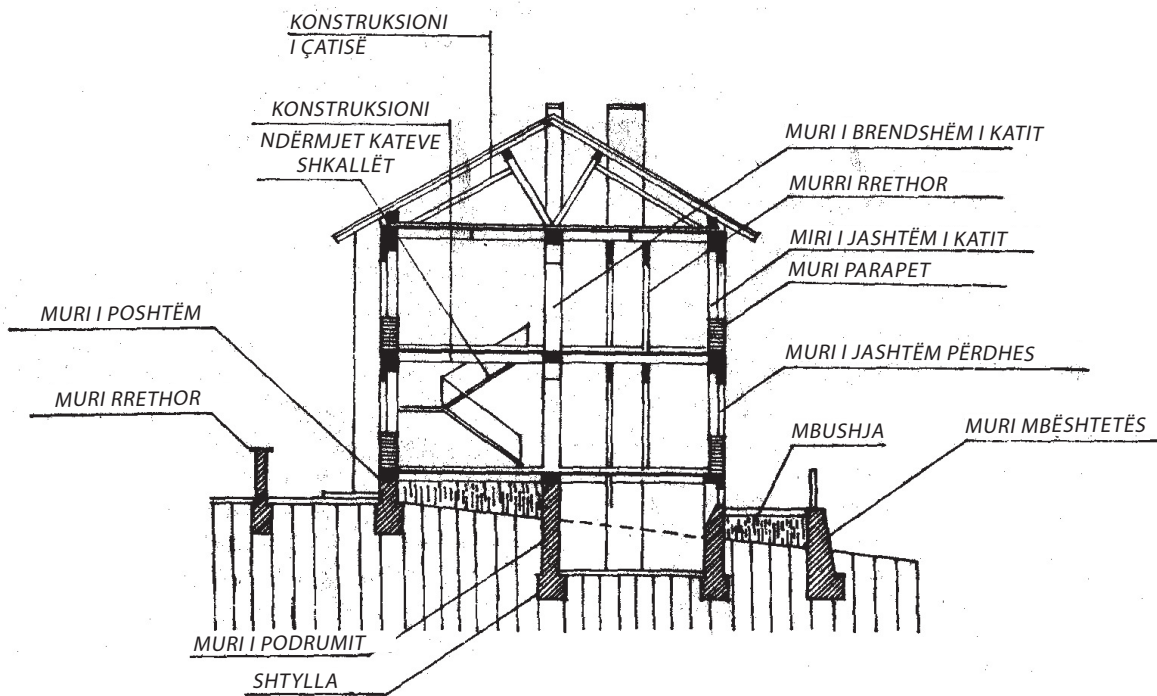 KONSTRUKSIONI
I ÇATISË
KONSTRUKSIONI
NDËRMJET KATEVE
SHKALLËT
MURI I BRENDSHËM I KATIT
MURRI RRETHOR
MIRI I JASHTËM I KATIT
MURI PARAPET
MURI I POSHTËM
MURI I JASHTËM PËRDHES
MURI RRETHOR
MBUSHJA
MURI MBËSHTETËS
MURI I PODRUMIT
SHTYLLA